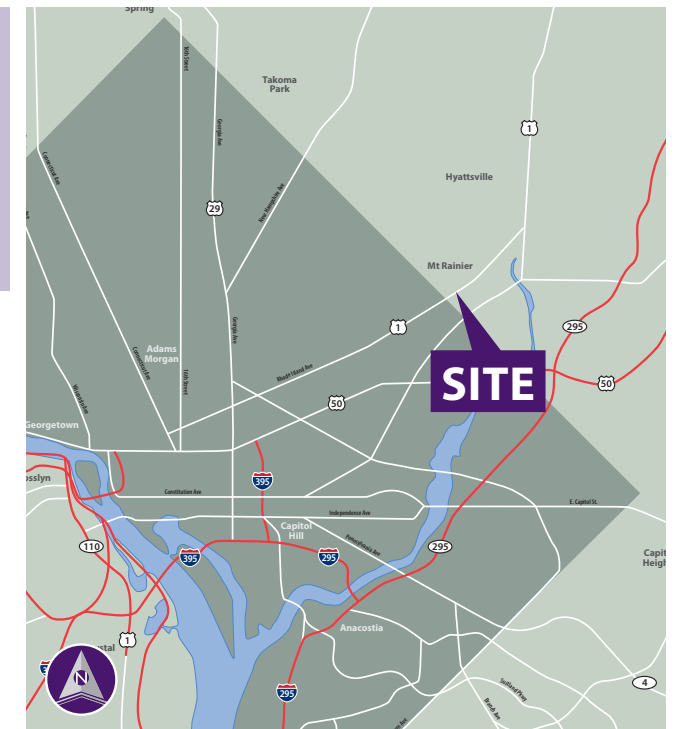 Spring
16th Street
Takoma
Park
1
Connecticut Ave
Georgia Ave
Hyattsville
29
New Hampshire Ave
Mt Rainier
295
1
Georgia Ave
Adams
Morgan
Connecticut Ave
Rhode Island Ave
16th Street
SITE
50
50
Georgetown
395
Constitution Ave
E. Capitol St.
Independence Ave
Capitol
Hill
110
395
295
Pennsylvania Ave
295
Capit
Heigh
Anacostia
1
stal
N
295
Suitland Pkwy
Branch Ave
4